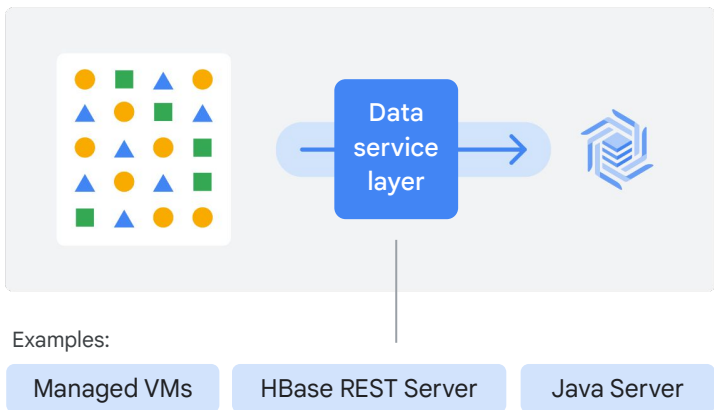 Data
service
layer
Examples:
Managed VMs
HBase REST Server
Java Server